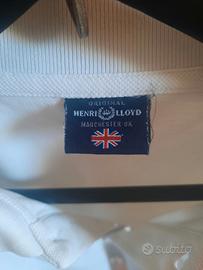 ORIGINAL
HENRI LLOYD
MANCHESTER UK
subito